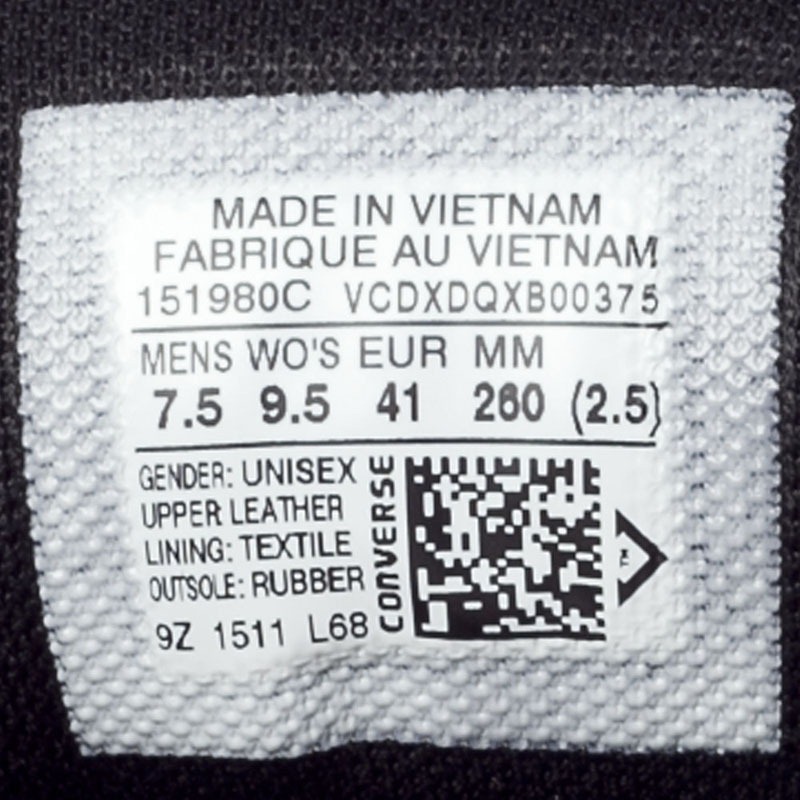 MADE IN VIETNAM
FABRIQUE AU VIETNAM
151980C VCDXDQXB00375
MENS WO'S EUR MM
7.5 9.5 41 260 (2.5)
GENDER: UNISEX
UPPER LEATHER
LINING: TEXTILE
OUTSOLE: RUBBER
9Z 1511 L68
CONVERSE